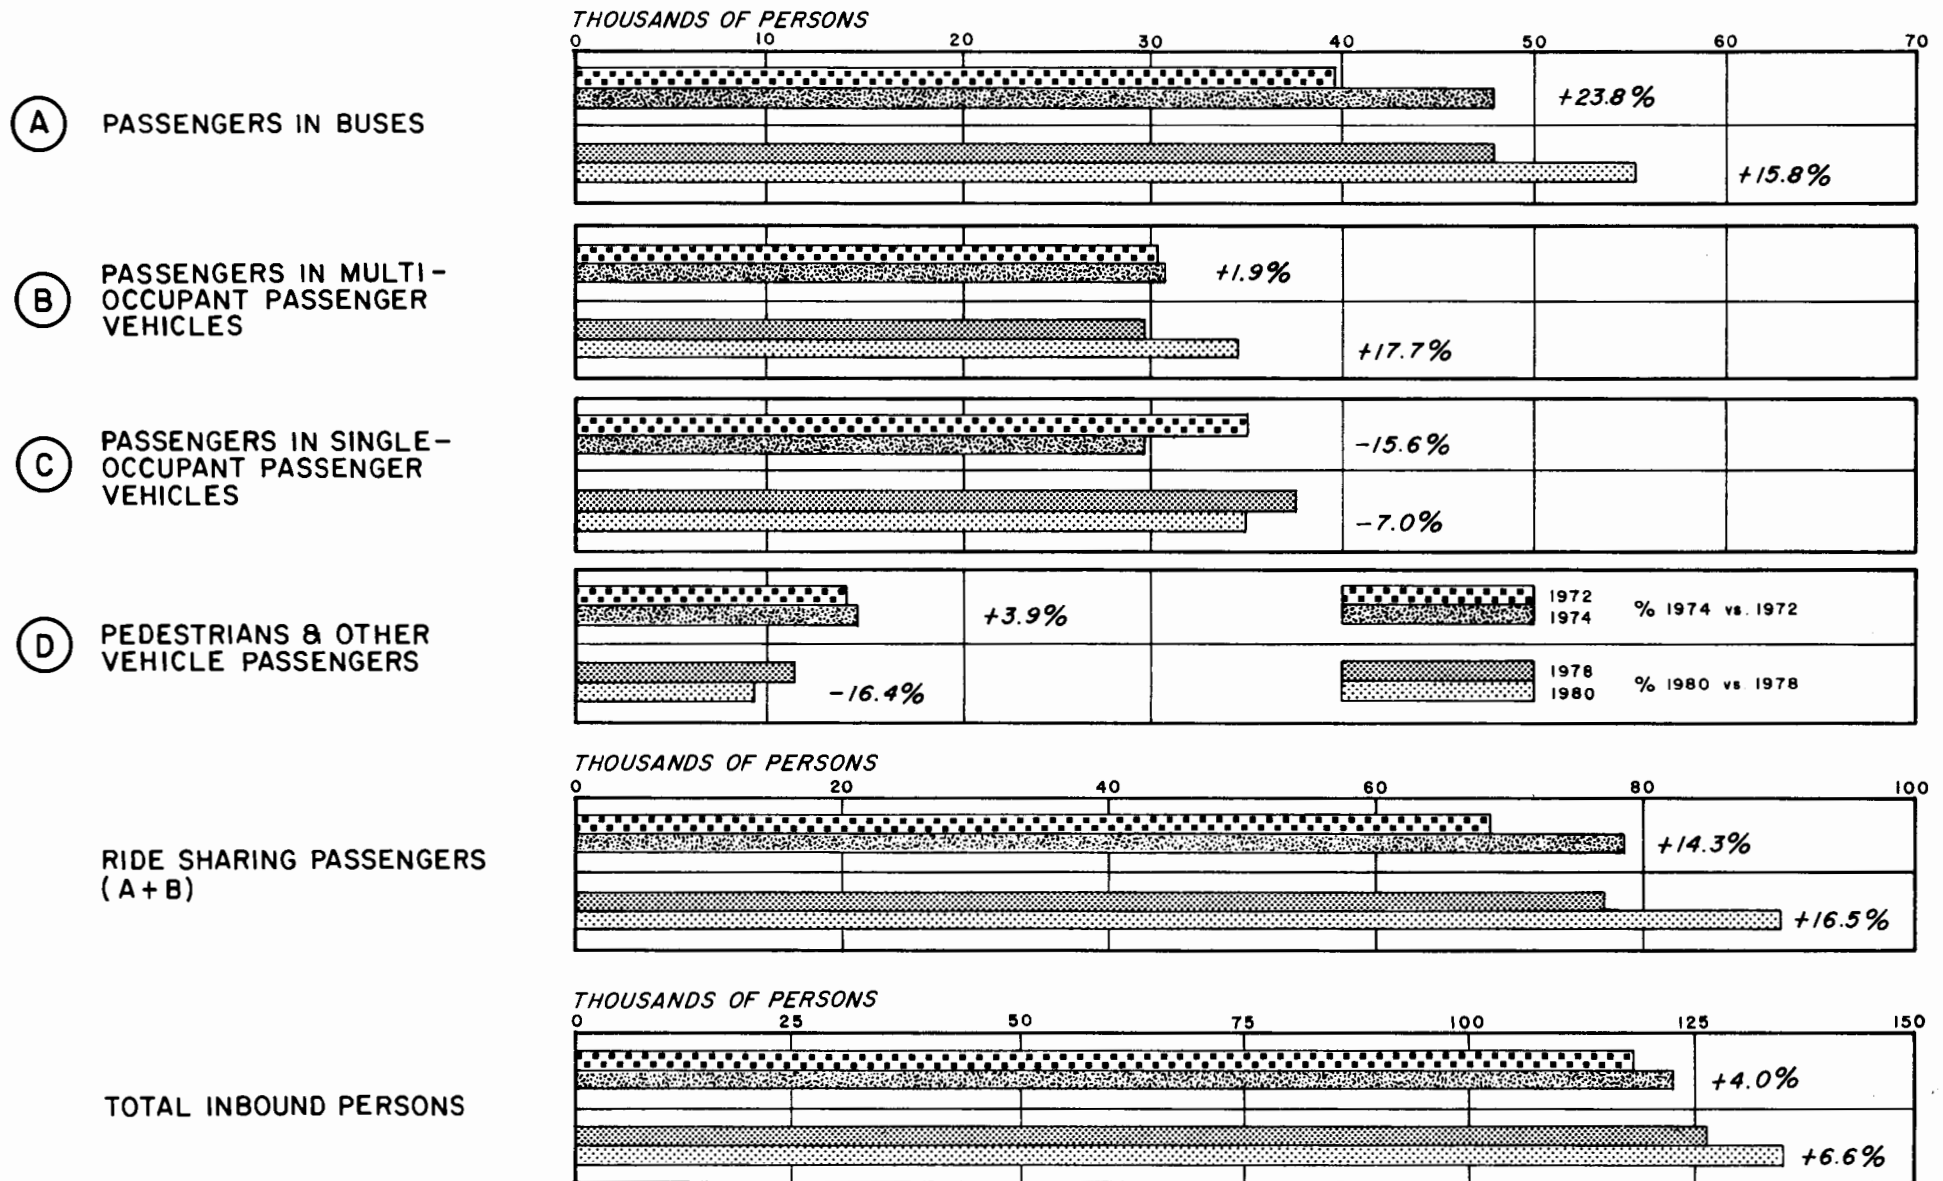 THOUSANDS OF PERSONS
0 10 20 30 40 50 60 70
A PASSENGERS IN BUSES
+23.8%
+15.8%
B PASSENGERS IN MULTI-
OCCUPANT PASSENGER
VEHICLES
+1.9%
+17.7%
C PASSENGERS IN SINGLE-
OCCUPANT PASSENGER
VEHICLES
-15.6%
-7.0%
D PEDESTRIANS & OTHER
VEHICLE PASSENGERS
+3.9%
-16.4%
1972
1974
% 1974 vs. 1972
1978
1980
% 1980 vs. 1978
THOUSANDS OF PERSONS
0 20 40 60 80 100
RIDE SHARING PASSENGERS
(A+B)
+14.3%
+16.5%
THOUSANDS OF PERSONS
0 25 50 75 100 125 150
TOTAL INBOUND PERSONS
+4.0%
+6.6%